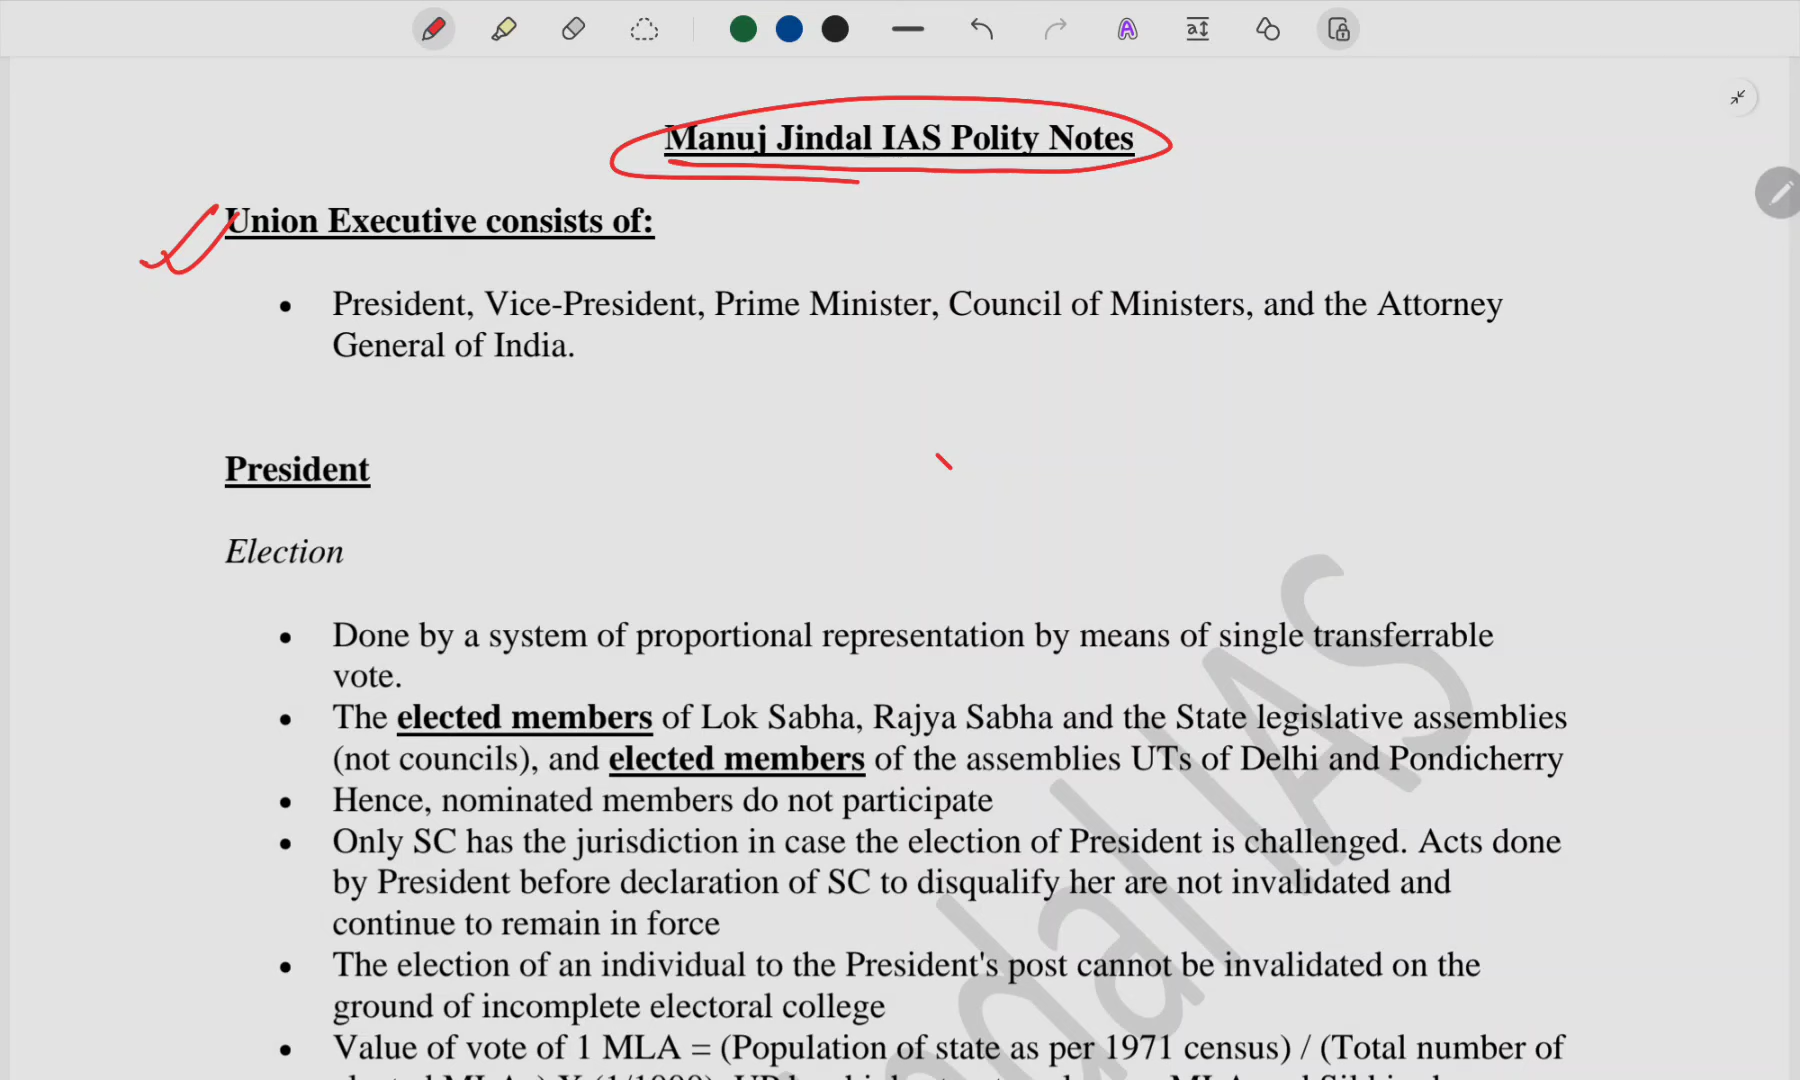 Manuj Jindal IAS Polity Notes
Union Executive consists of:
• President, Vice-President, Prime Minister, Council of Ministers, and the Attorney
General of India.
President
Election
• Done by a system of proportional representation by means of single transferrable
vote.
• The elected members of Lok Sabha, Rajya Sabha and the State legislative assemblies
(not councils), and elected members of the assemblies UTs of Delhi and Pondicherry
• Hence, nominated members do not participate
• Only SC has the jurisdiction in case the election of President is challenged. Acts done
by President before declaration of SC to disqualify her are not invalidated and
continue to remain in force
• The election of an individual to the President's post cannot be invalidated on the
ground of incomplete electoral college
• Value of vote of 1 MLA = (Population of state as per 1971 census) / (Total number of
ndal IAS